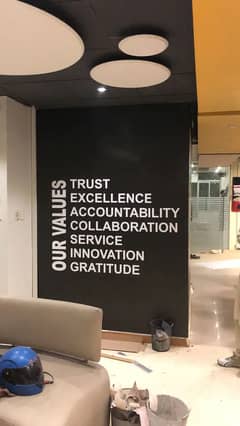 OUR VALUES
TRUST
EXCELLENCE
ACCOUNTABILITY
COLLABORATION
SERVICE
INNOVATION
GRATITUDE